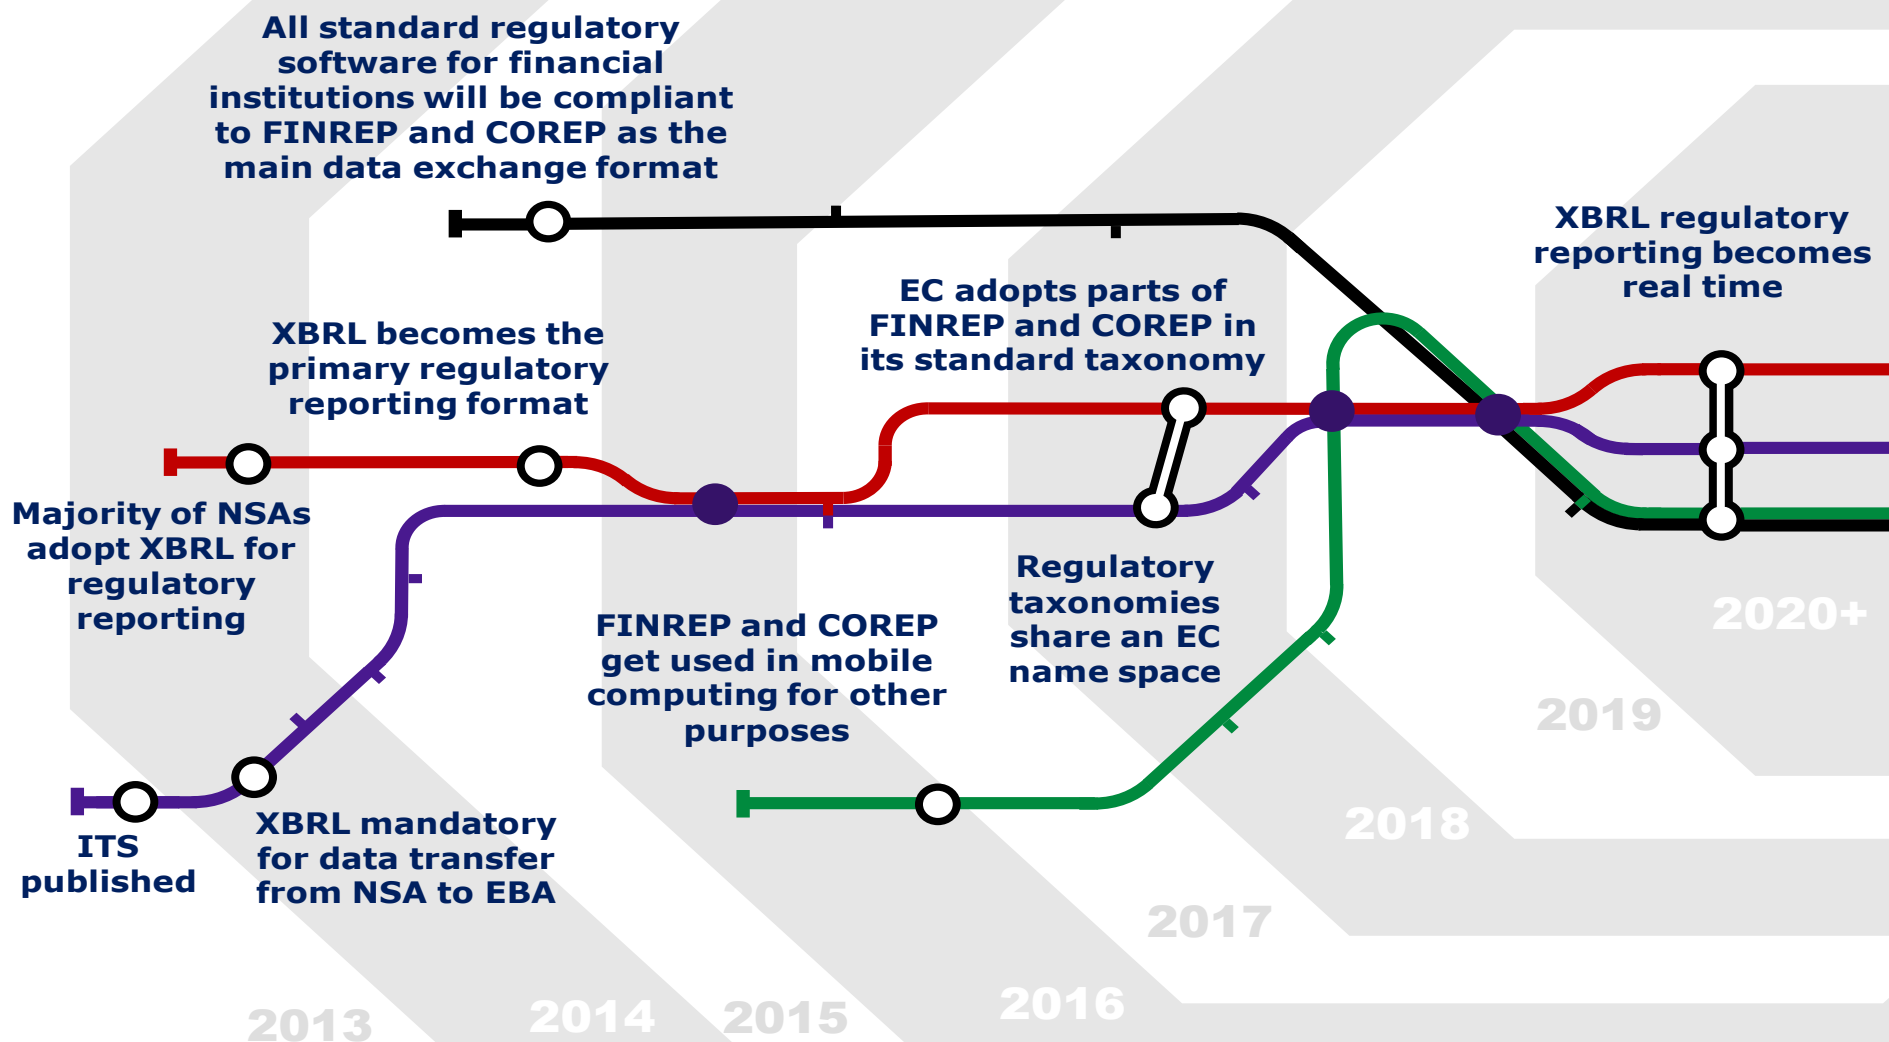 All standard regulatory
software for financial
institutions will be compliant
to FINREP and COREP as the
main data exchange format
XBRL regulatory
reporting becomes
real time
EC adopts parts of
FINREP and COREP in
its standard taxonomy
XBRL becomes the
primary regulatory
reporting format
Majority of NSAs
adopt XBRL for
regulatory
reporting
Regulatory
taxonomies
share an EC
name space
FINREP and COREP
get used in mobile
computing for other
purposes
ITS
published
XBRL mandatory
for data transfer
from NSA to EBA
2013
2014
2015
2016
2017
2018
2019
2020+